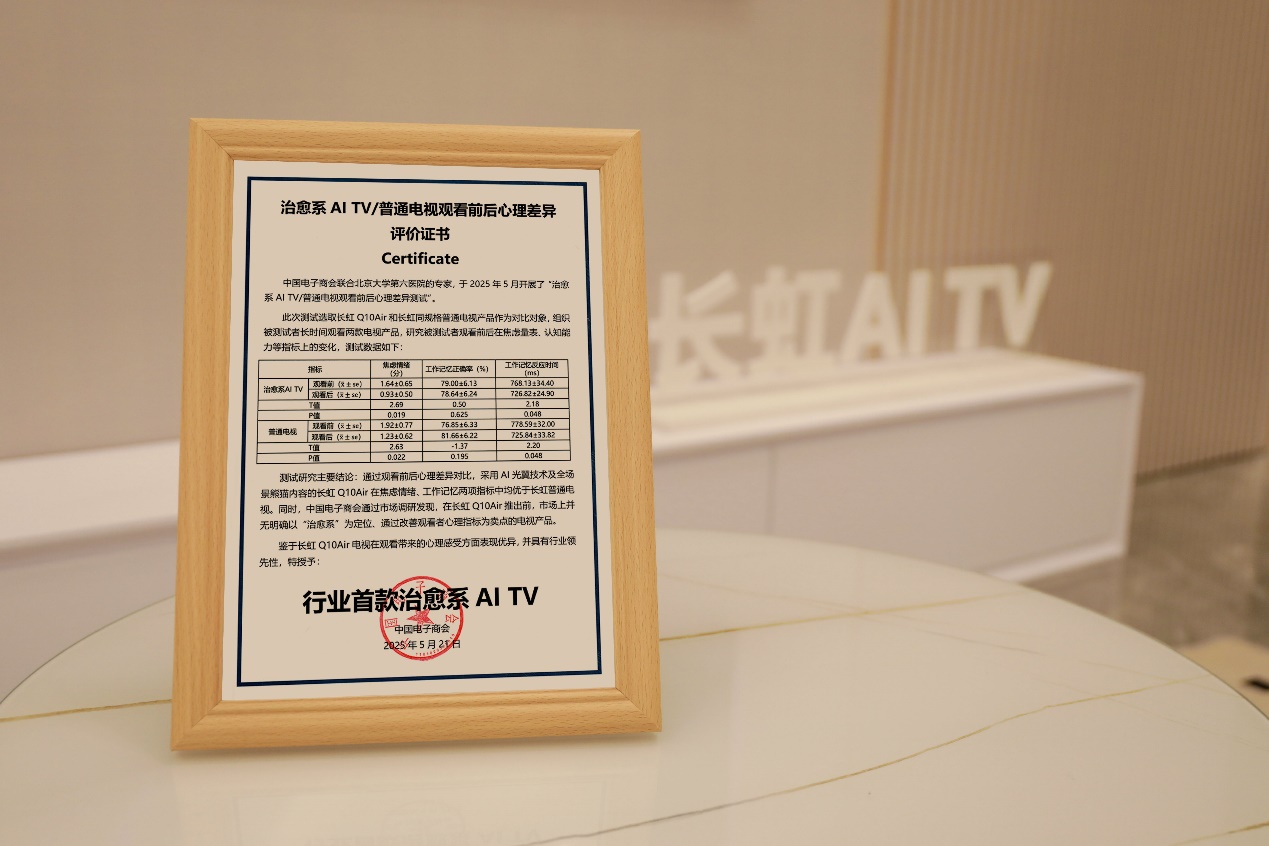 治愈系 AI TV/普通电视观看前后心理差异
评价证书
Certificate
中国电子商会联合北京大学第六医院的专家，于 2025 年 5 月开展了“治愈
系 AI TV/普通电视观看前后心理差异测试”。
此次测试选取长虹 Q10Air 和长虹同规格普通电视产品作为对比对象，组织
被测试者长时间观看两款电视产品，研究被测试者观看前后在焦虑量表、认知能
力等指标上的变化，测试数据如下：
指标 焦虑情绪（分） 工作记忆正确率（%） 工作记忆反应时间（ms）
治愈系AI TV 观看前（x̄ ± se） 1.64±0.65 79.00±6.13 768.13±34.40
观看后（x̄ ± se） 0.93±0.50 78.64±6.24 726.82±24.90
T值 2.69 0.50 2.18
P值 0.019 0.625 0.048
普通电视 观看前（x̄ ± se） 1.92±0.77 76.85±6.33 778.59±32.00
观看后（x̄ ± se） 1.23±0.62 81.66±6.22 725.84±33.82
T值 2.63 -1.37 2.20
P值 0.022 0.195 0.048
测试研究主要结论：通过观看前后心理差异对比，采用 AI 光翼技术及全场
景熊猫内容的长虹 Q10Air 在焦虑情绪、工作记忆两项指标中均优于长虹普通电
视。同时，中国电子商会通过市场调研发现，在长虹 Q10Air 推出前，市场上并
无明确以“治愈系”为定位、通过改善观看者心理指标为卖点的电视产品。
鉴于长虹 Q10Air 电视在观看带来的心理感受方面表现优异，并具有行业领
先性，特授予：
行业首款治愈系 AI TV
中国电子商会
2025 年 5 月 21 日
长虹AI TV